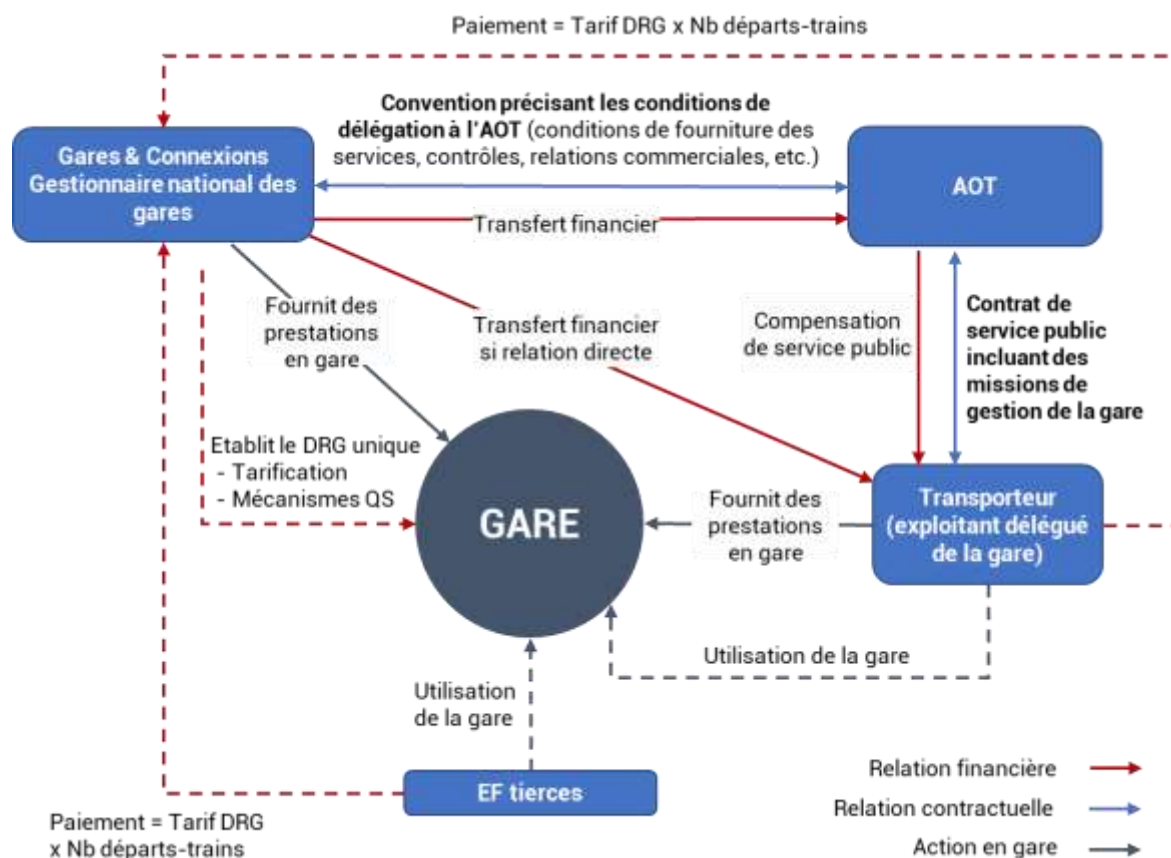 Paiement = Tarif DRG x Nb départs-trains
Convention précisant les conditions de
délégation à l'AOT (conditions de fourniture des
services, contrôles, relations commerciales, etc.)
Gares & Connexions
Gestionnaire national des
gares
AOT
Transfert financier
Fournit des
prestations
en gare
Transfert financier
si relation directe
Compensation
de service public
Contrat de
service public
incluant des
missions de
gestion de la gare
Etablit le DRG unique
- Tarification
- Mécanismes QS
GARE
Fournit des
prestations
en gare
Transporteur
(exploitant délégué
de la gare)
Utilisation de la gare
Utilisation
de la gare
EF tierces
Paiement = Tarif DRG
x Nb départs-trains
Relation financière
Relation contractuelle
Action en gare